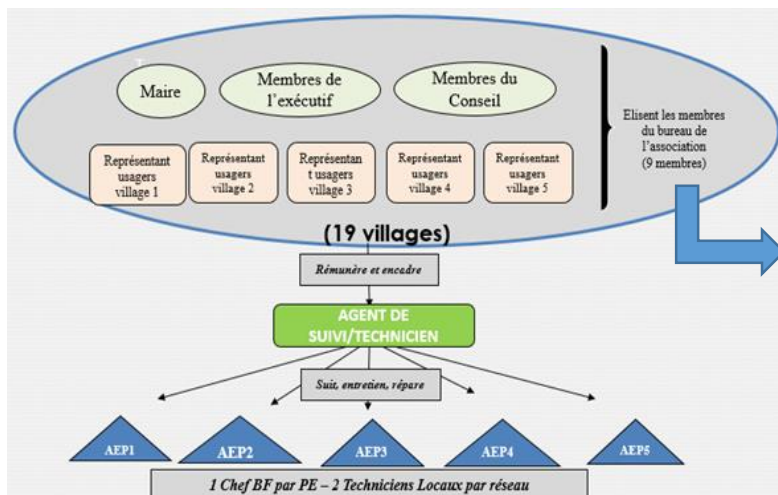 Maire
Membres de
l'exécutif
Membres du
Conseil
Elisent les membres
du bureau de
l'association
(9 membres)
Représentant
usagers
village 1
Représentant
usagers
village 2
Représentan
t usagers
village 3
Représentant
usagers
village 4
Représentant
usagers
village 5
(19 villages)
Rémunère et encadre
AGENT DE
SUIVI/TECHNICIEN
Suit, entretien, répare
AEP1
AEP2
AEP3
AEP4
AEP5
1 Chef BF par PE – 2 Techniciens Locaux par réseau